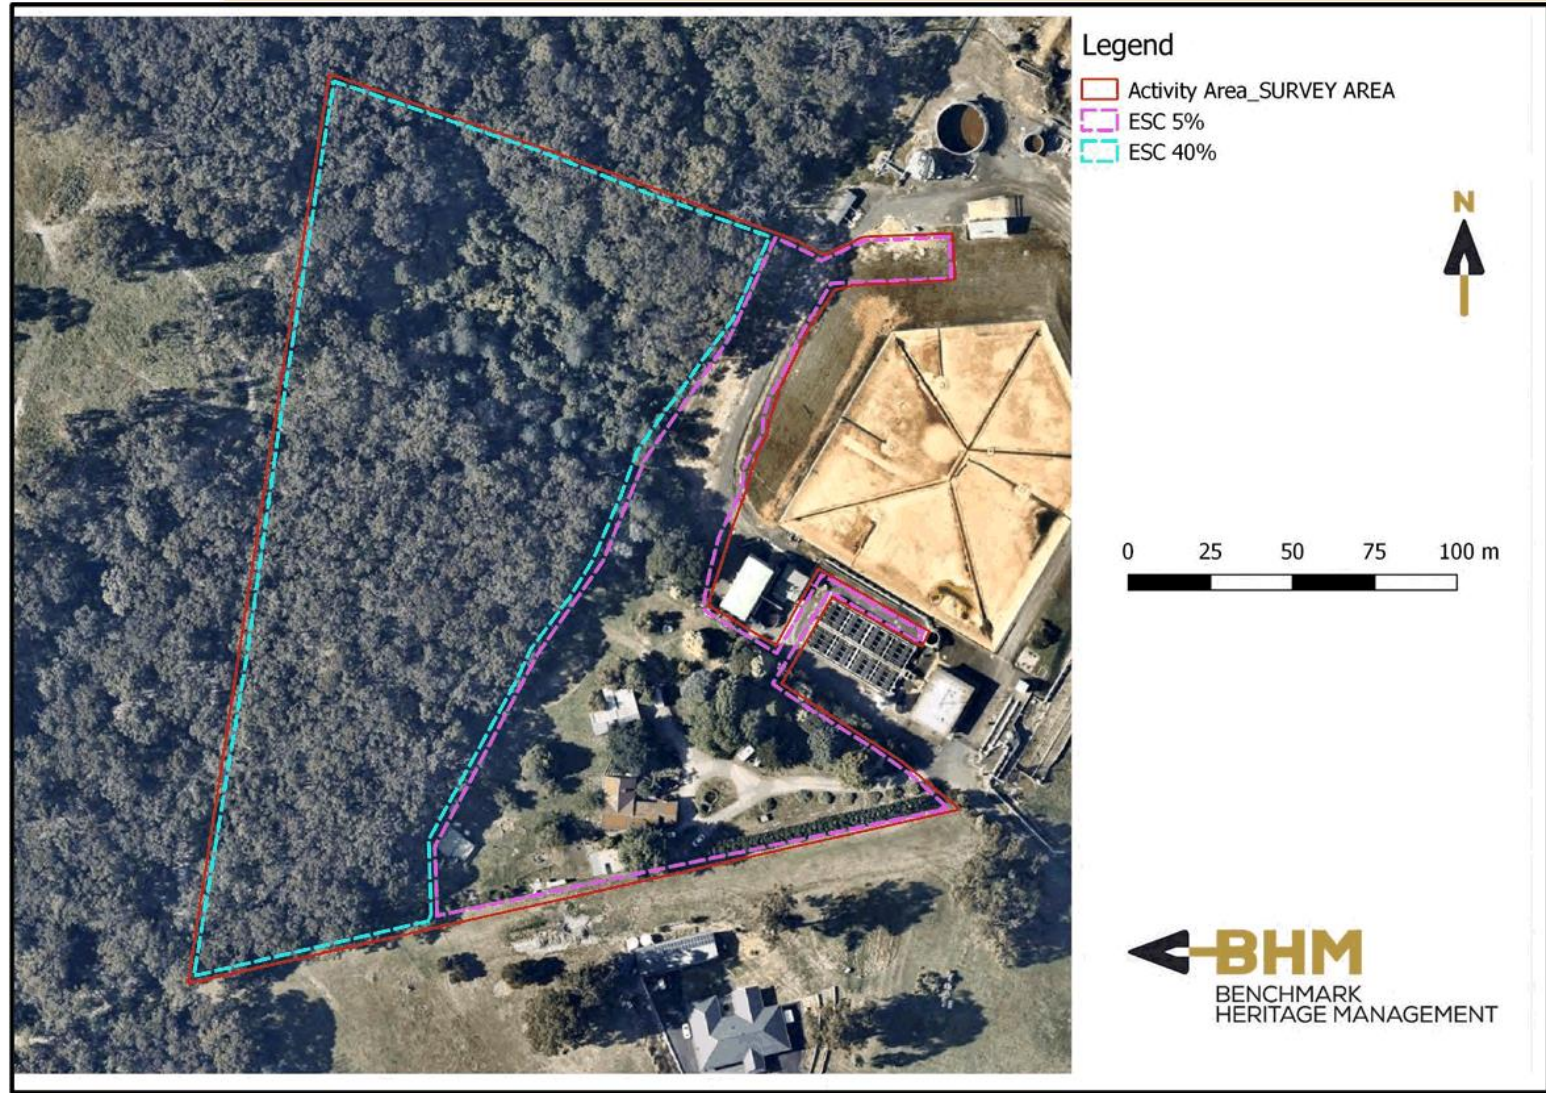 Legend
Activity Area_SURVEY AREA
ESC 5%
ESC 40%
N
0 25 50 75 100 m
BHM
BENCHMARK
HERITAGE MANAGEMENT